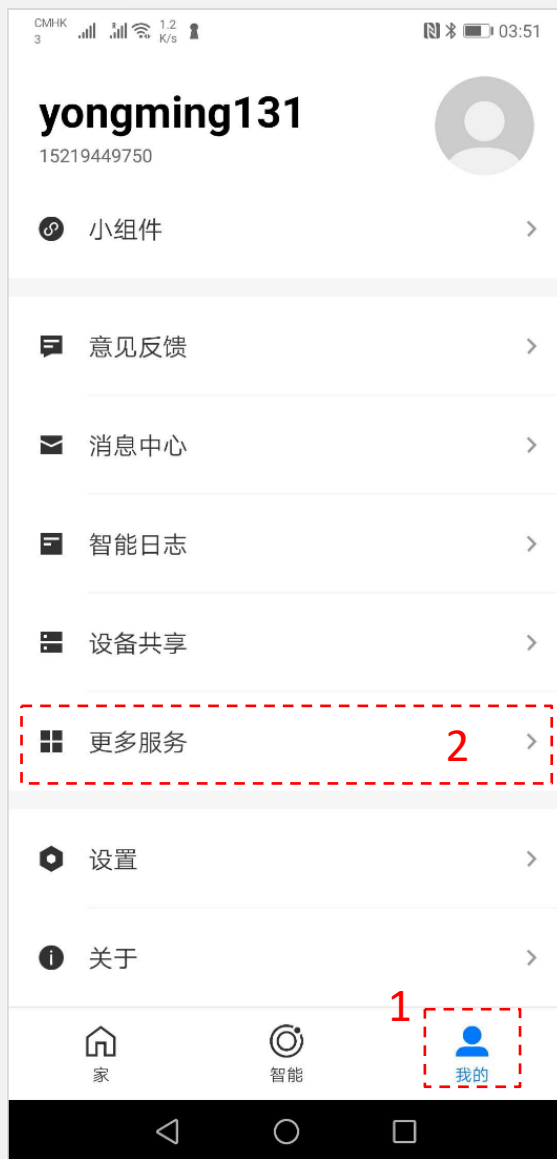 CMHK 1.2
3 K/s 03:51
yongming131
15219449750
小组件
意见反馈
消息中心
智能日志
设备共享
更多服务 2
设置
关于
1
家 智能 我的